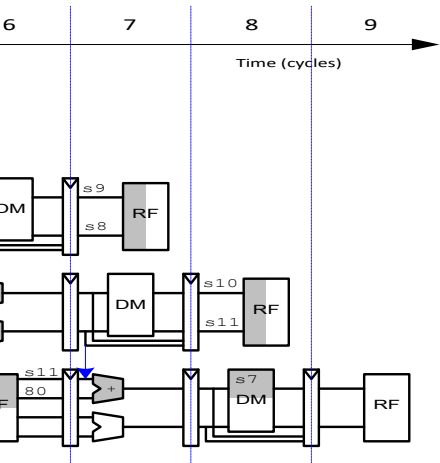 6 7 8 9
Time (cycles)
s9
DM RF
s8
s10
DM RF
s11
s11 + s7
80 DM RF
F